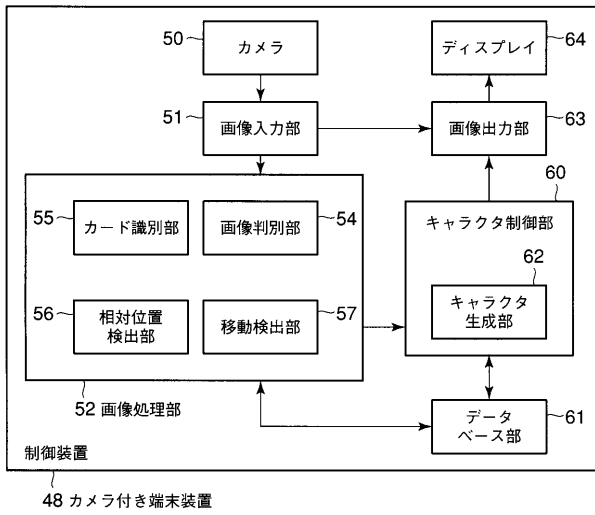 50
カメラ
ディスプレイ
64
51
画像入力部
画像出力部
63
60
55
カード識別部
画像判別部
54
キャラクタ制御部
62
56
相対位置
検出部
移動検出部
57
キャラクタ
生成部
52 画像処理部
データ
ベース部
61
制御装置
48 カメラ付き端末装置